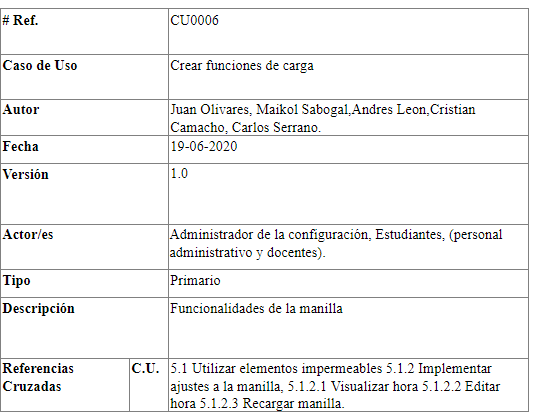 # Ref. CU0006
Caso de Uso Crear funciones de carga
Autor Juan Olivares, Maikol Sabogal,Andres Leon,Cristian
Camacho, Carlos Serrano.
Fecha 19-06-2020
Versión 1.0
Actor/es Administrador de la configuración, Estudiantes, (personal
administrativo y docentes).
Tipo Primario
Descripción Funcionalidades de la manilla
Referencias C.U. 5.1 Utilizar elementos impermeables 5.1.2 Implementar
Cruzadas ajustes a la manilla, 5.1.2.1 Visualizar hora 5.1.2.2 Editar
hora 5.1.2.3 Recargar manilla.